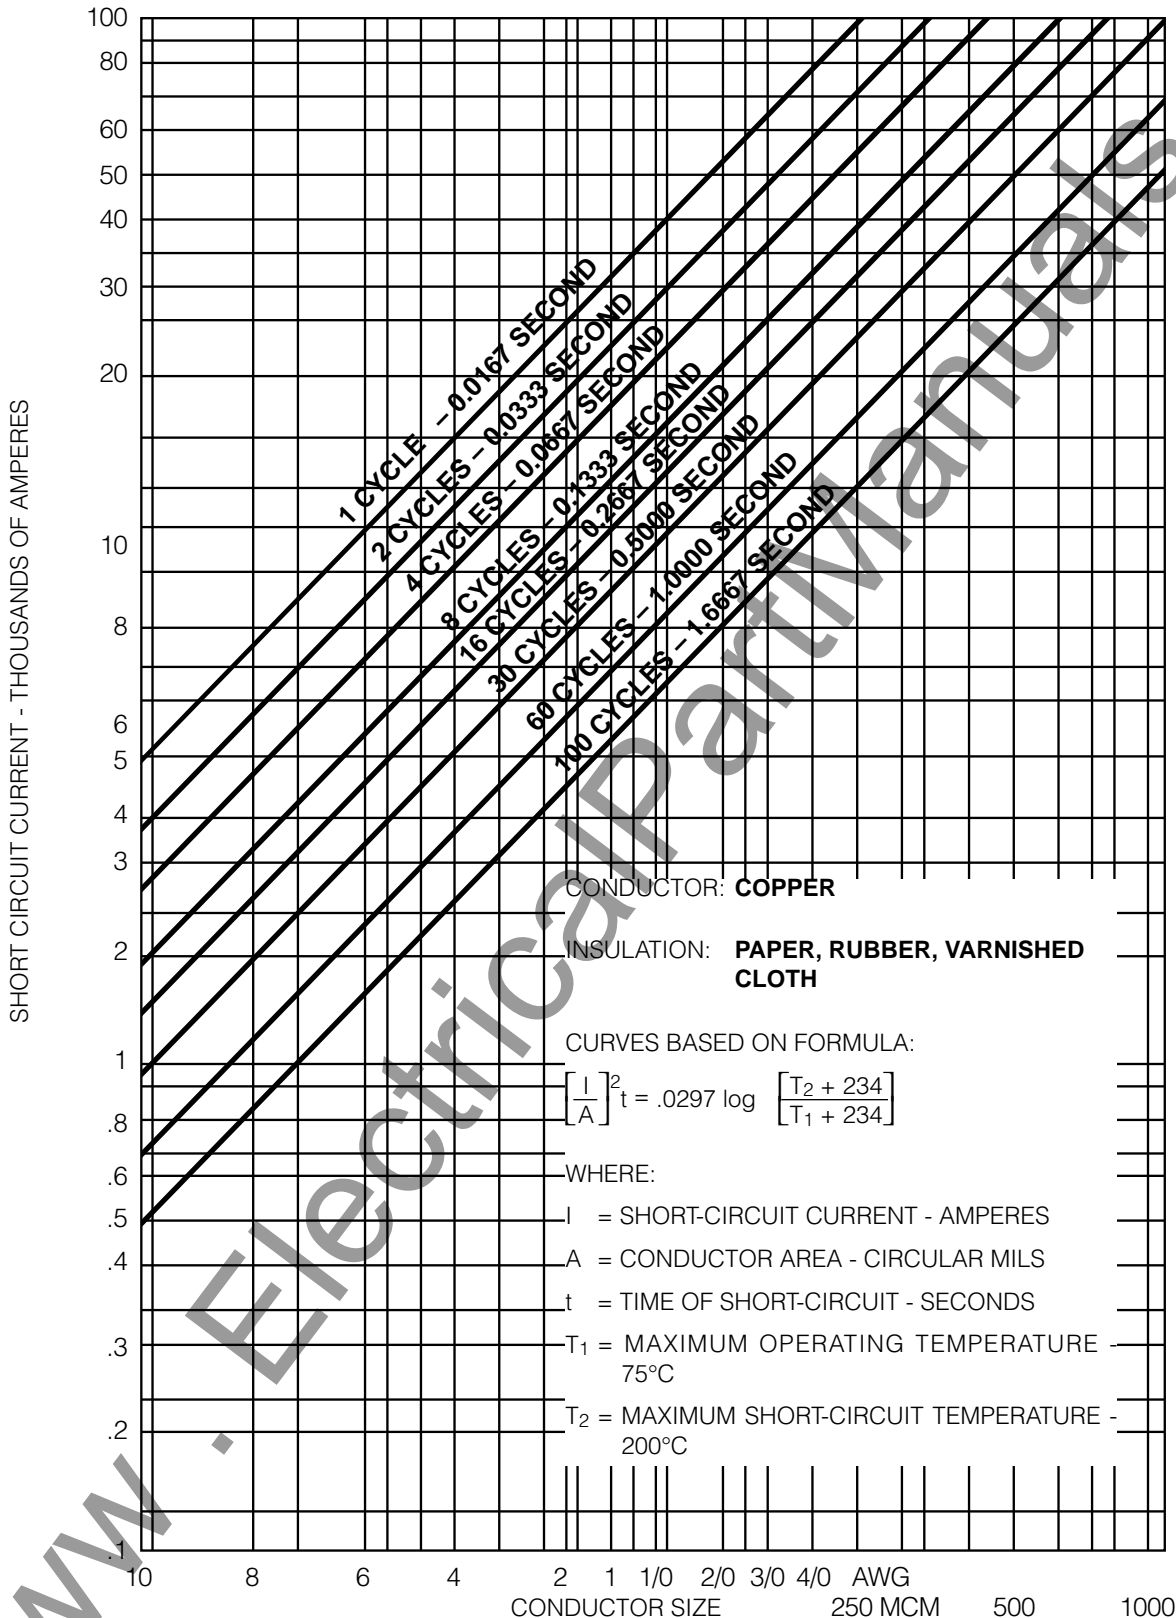 SHORT CIRCUIT CURRENT - THOUSANDS OF AMPERES
100
80
60
50
40
30
20
10
8
6
5
4
3
2
1
.8
.6
.5
.4
.3
.2
.1
1 CYCLE – 0.0167 SECOND
2 CYCLES – 0.0333 SECOND
4 CYCLES – 0.0667 SECOND
8 CYCLES – 0.1333 SECOND
16 CYCLES – 0.2667 SECOND
30 CYCLES – 0.5000 SECOND
60 CYCLES – 1.0000 SECOND
100 CYCLES – 1.6667 SECOND
CONDUCTOR: COPPER
INSULATION: PAPER, RUBBER, VARNISHED
CLOTH
CURVES BASED ON FORMULA:
[I/A]² t = .0297 log [T2 + 234 / T1 + 234]
WHERE:
I = SHORT-CIRCUIT CURRENT - AMPERES
A = CONDUCTOR AREA - CIRCULAR MILS
t = TIME OF SHORT-CIRCUIT - SECONDS
T1 = MAXIMUM OPERATING TEMPERATURE -
75°C
T2 = MAXIMUM SHORT-CIRCUIT TEMPERATURE -
200°C
10 8 6 4 2 1 1/0 2/0 3/0 4/0 AWG
CONDUCTOR SIZE 250 MCM 500 1000
ww . ElectricalPartManuals